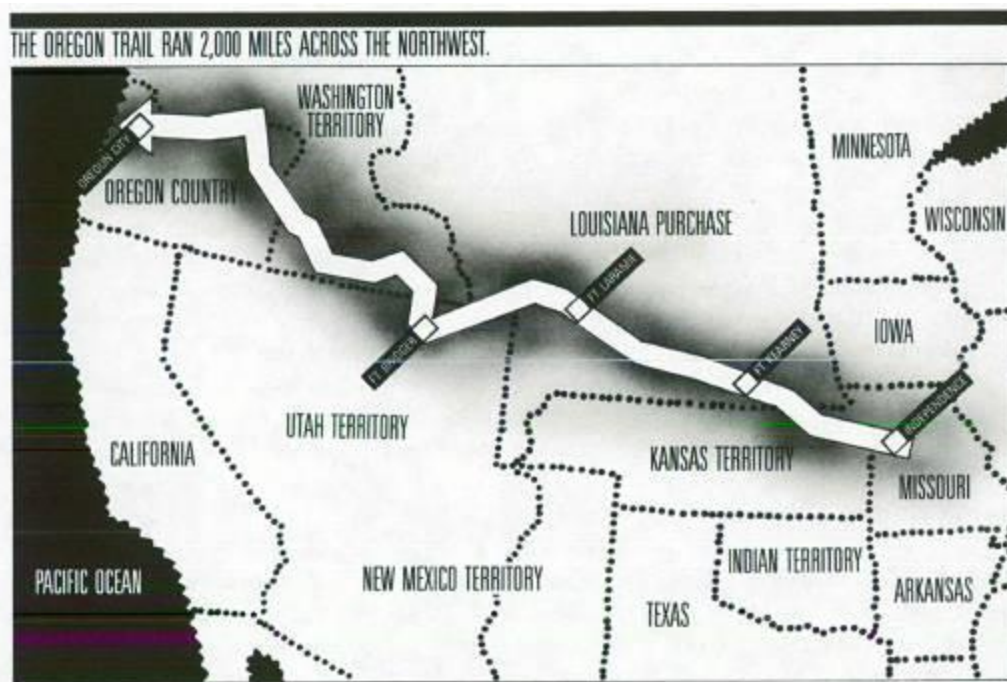 THE OREGON TRAIL RAN 2,000 MILES ACROSS THE NORTHWEST.
WASHINGTON
TERRITORY
MINNESOTA
OREGON CITY
OREGON COUNTRY
LOUISIANA PURCHASE
WISCONSIN
FT. LARAMIE
IOWA
FT. BRIDGER
FT. KEARNEY
INDEPENDENCE
UTAH TERRITORY
CALIFORNIA
KANSAS TERRITORY
MISSOURI
PACIFIC OCEAN
NEW MEXICO TERRITORY
INDIAN TERRITORY
ARKANSAS
TEXAS